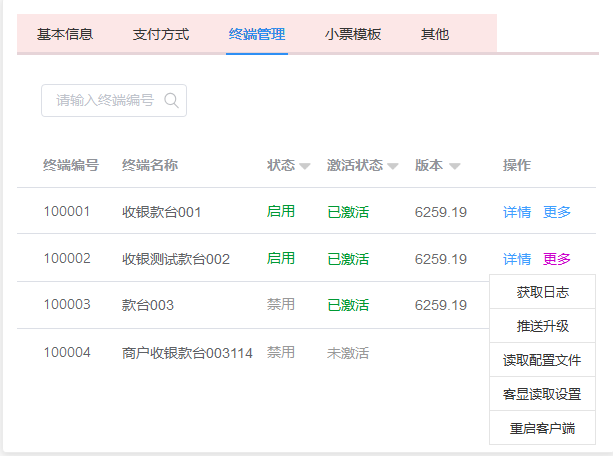 基本信息 支付方式 终端管理 小票模板 其他
请输入终端编号
终端编号 终端名称 状态 激活状态 版本 操作
100001 收银款台001 启用 已激活 6259.19 详情 更多
100002 收银测试款台002 启用 已激活 6259.19 详情 更多
100003 款台003 禁用 已激活 6259.19
100004 商户收银款台003114 禁用 未激活
获取日志
推送升级
读取配置文件
客显读取设置
重启客户端